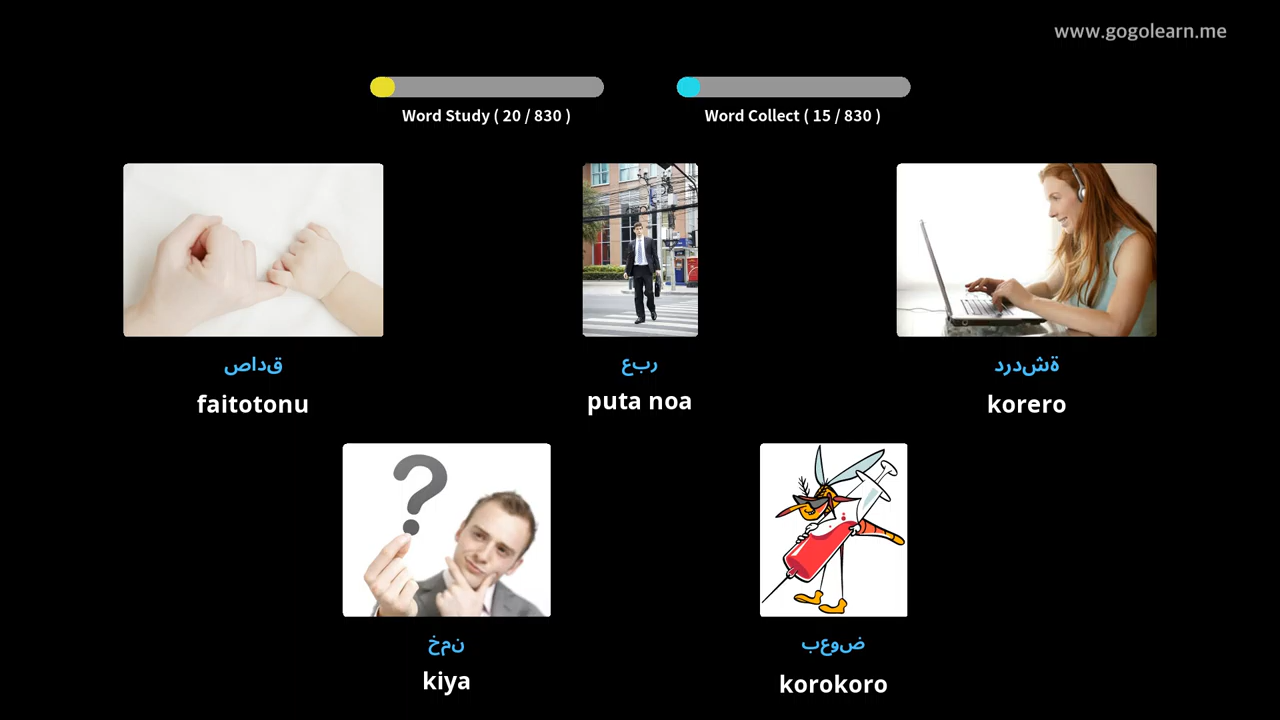 www.gogolearn.me
Word Study ( 20 / 830 )
Word Collect ( 15 / 830 )
قداص
faitotonu
ربع
puta noa
ةشدرد
korero
نمخ
kiya
ضوعب
korokoro